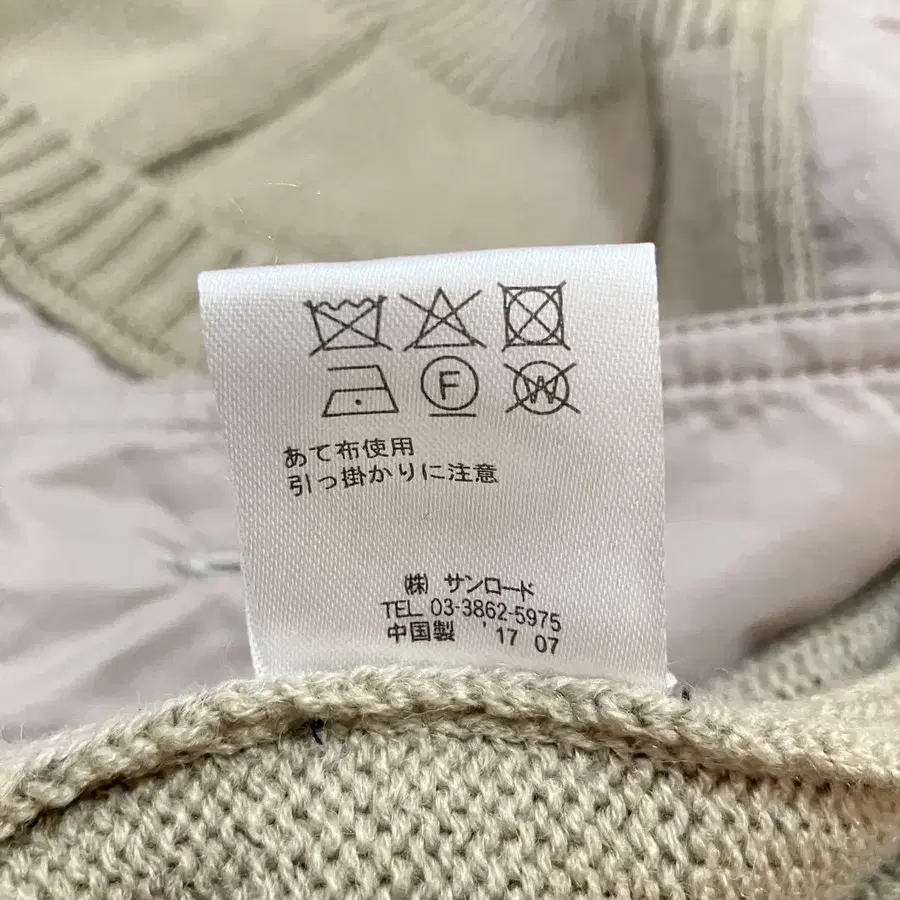 F W
あて布使用
引っ掛かりに注意
(株) サンロード
TEL 03-3862-5975
中国製 '17 07